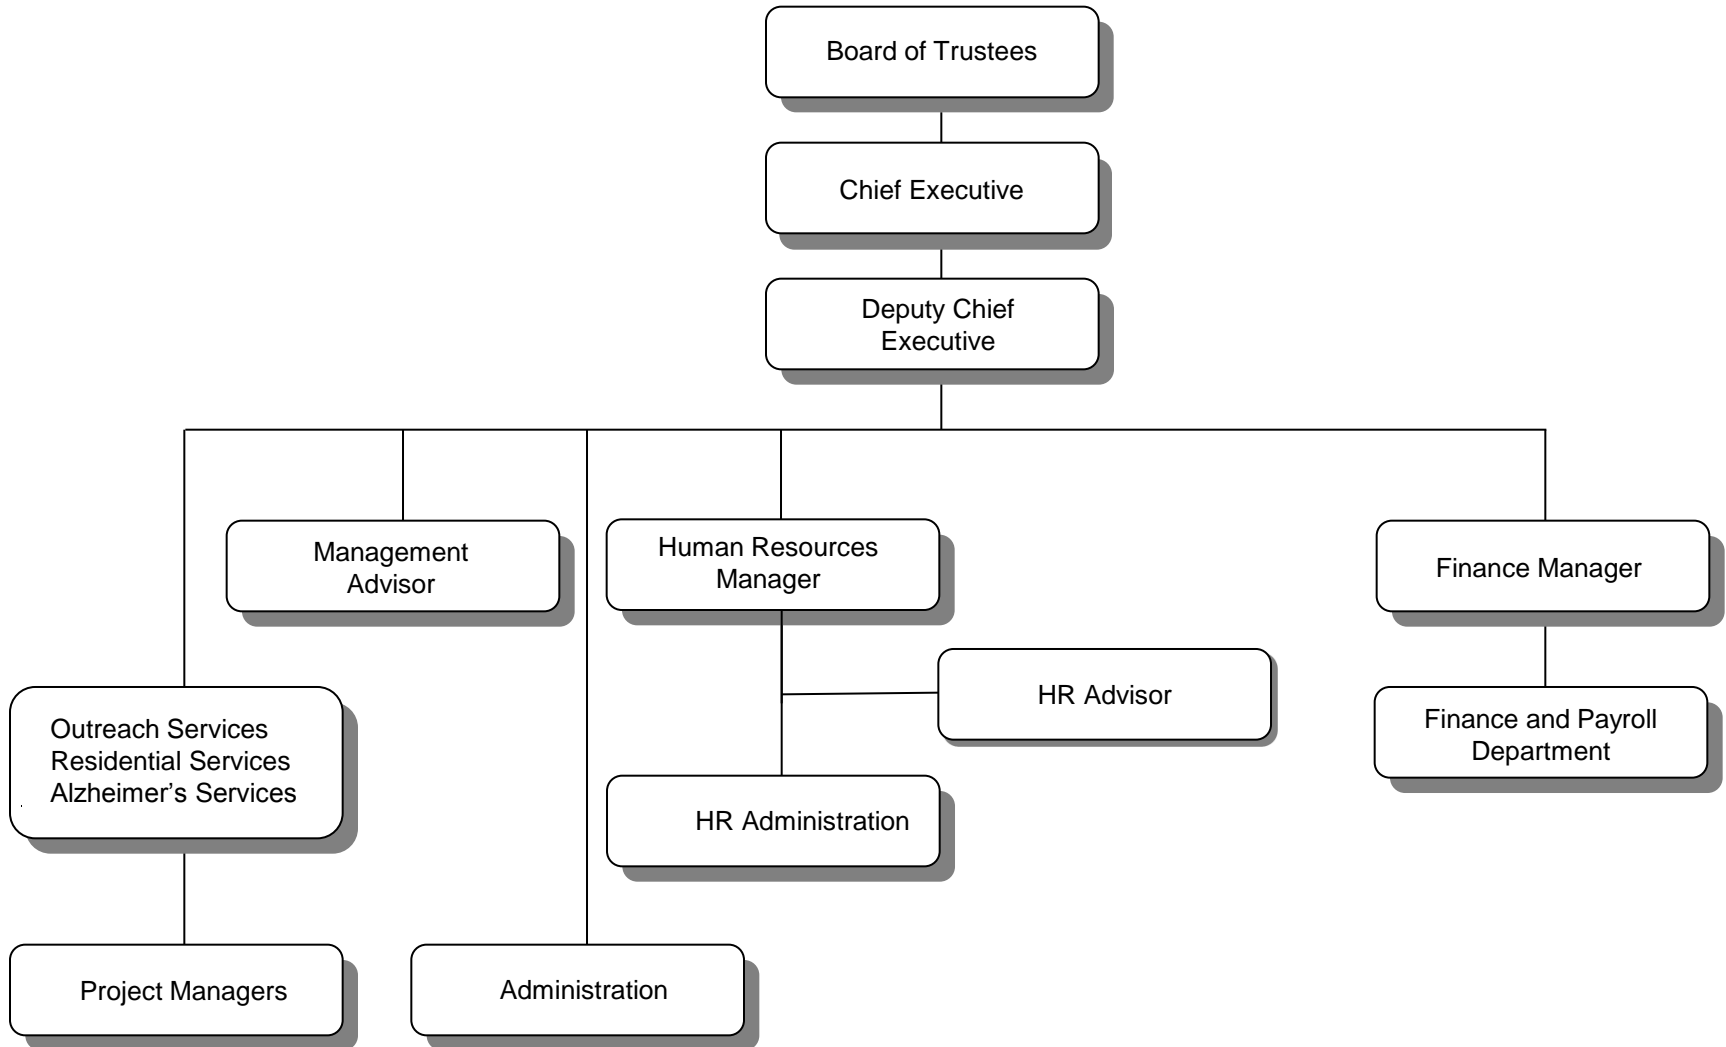 Board of Trustees
Chief Executive
Deputy Chief
Executive
Management
Advisor
Human Resources
Manager
Finance Manager
HR Advisor
Outreach Services
Residential Services
Alzheimer’s Services
.
Finance and Payroll
Department
HR Administration
Project Managers
Administration